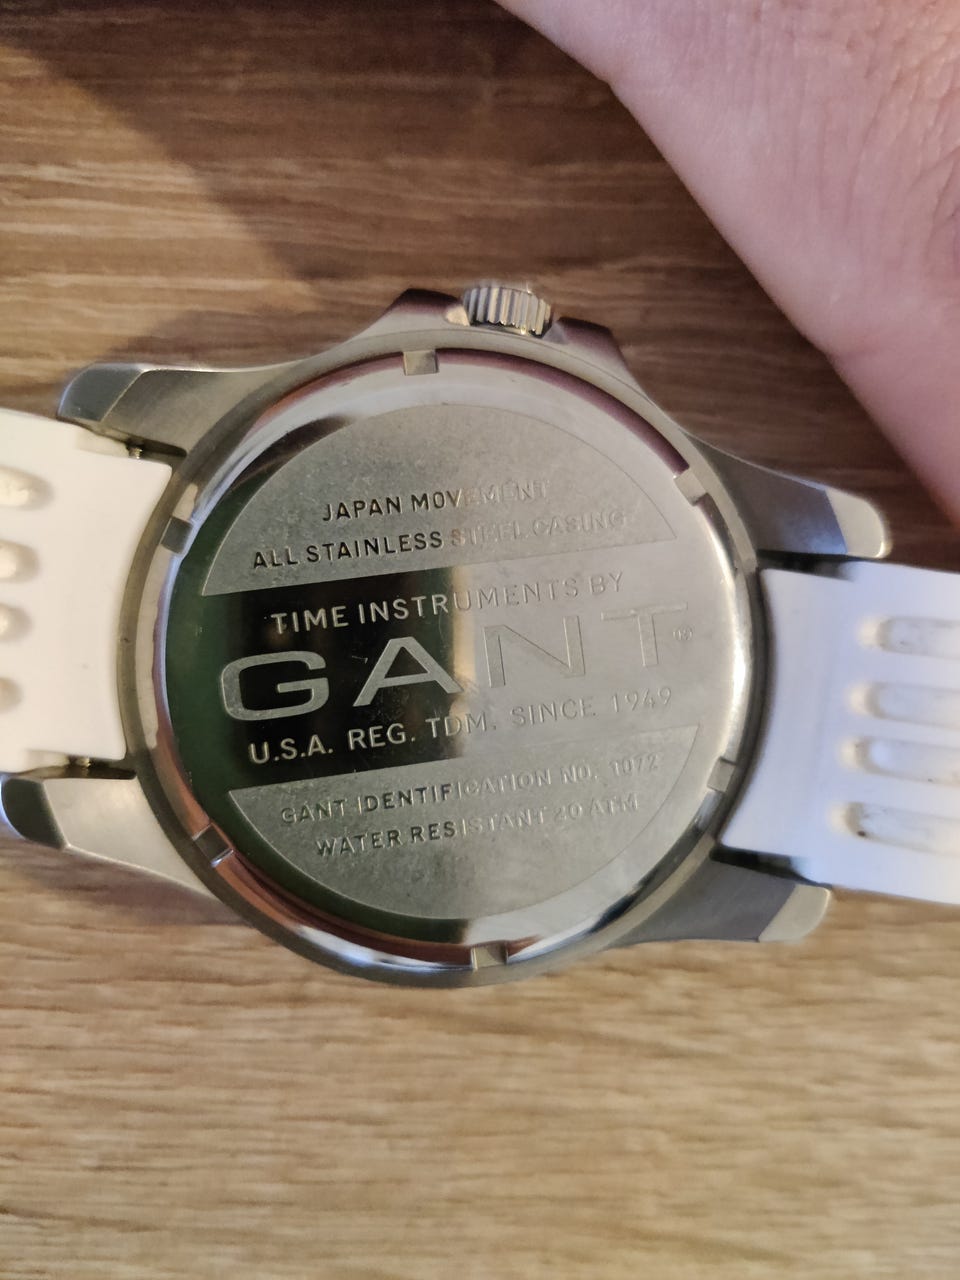 JAPAN MOVEMENT
ALL STAINLESS STEEL CASING
TIME INSTRUMENTS BY
GANT®
U.S.A. REG. TDM. SINCE 1949
GANT IDENTIFICATION NO. 1072
WATER RESISTANT 20 ATM